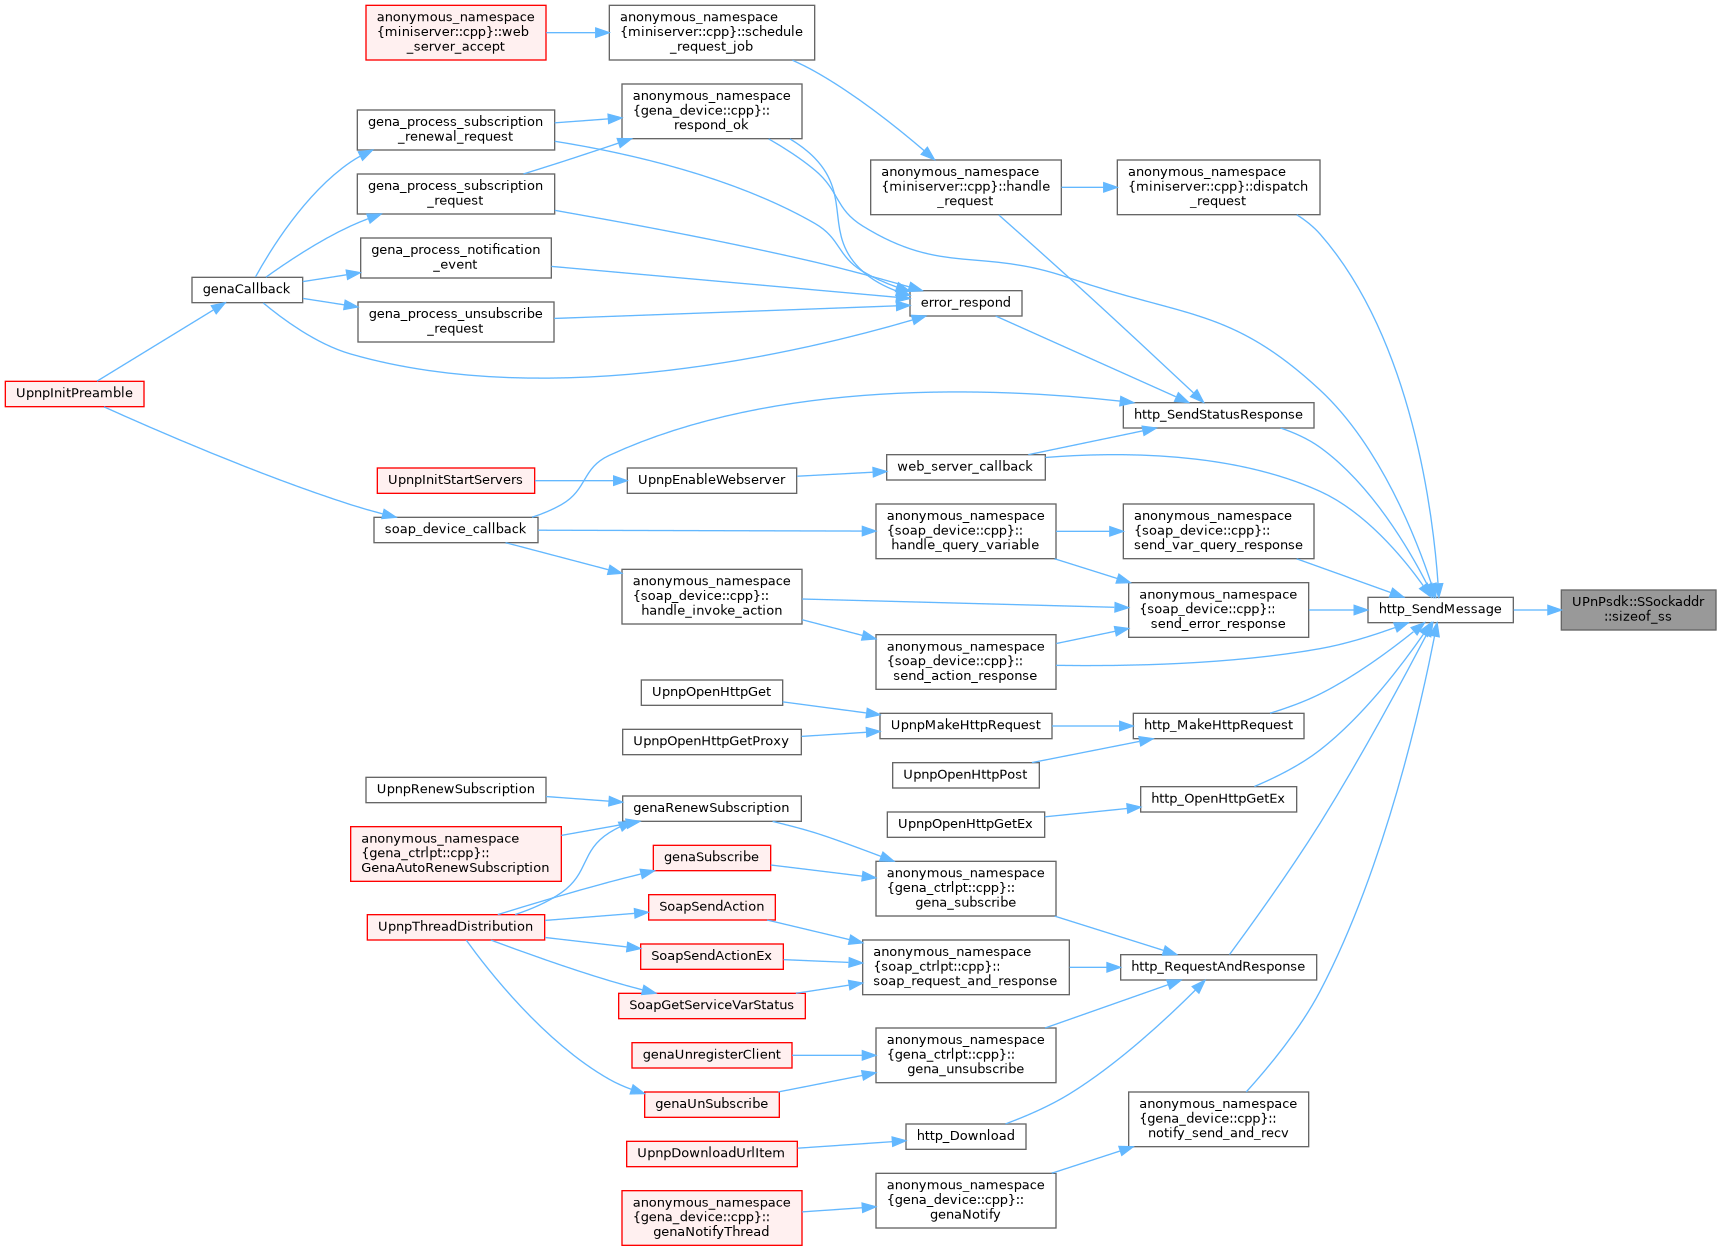 anonymous_namespace
{miniserver::cpp}::web
_server_accept
anonymous_namespace
{miniserver::cpp}::schedule
_request_job
anonymous_namespace
{gena_device::cpp}::
respond_ok
gena_process_subscription
_renewal_request
anonymous_namespace
{miniserver::cpp}::handle
_request
anonymous_namespace
{miniserver::cpp}::dispatch
_request
gena_process_subscription
_request
gena_process_notification
_event
genaCallback
error_respond
gena_process_unsubscribe
_request
UpnpInitPreamble
http_SendStatusResponse
web_server_callback
UpnpInitStartServers
UpnpEnableWebserver
soap_device_callback
anonymous_namespace
{soap_device::cpp}::
handle_query_variable
anonymous_namespace
{soap_device::cpp}::
send_var_query_response
anonymous_namespace
{soap_device::cpp}::
handle_invoke_action
anonymous_namespace
{soap_device::cpp}::
send_error_response
http_SendMessage
UPnPsdk::SSockaddr
::sizeof_ss
anonymous_namespace
{soap_device::cpp}::
send_action_response
UpnpOpenHttpGet
UpnpOpenHttpGetProxy
UpnpMakeHttpRequest
http_MakeHttpRequest
UpnpOpenHttpPost
UpnpRenewSubscription
genaRenewSubscription
http_OpenHttpGetEx
UpnpOpenHttpGetEx
anonymous_namespace
{gena_ctrlpt::cpp}::
GenaAutoRenewSubscription
genaSubscribe
anonymous_namespace
{gena_ctrlpt::cpp}::
gena_subscribe
SoapSendAction
UpnpThreadDistribution
SoapSendActionEx
anonymous_namespace
{soap_ctrlpt::cpp}::
soap_request_and_response
http_RequestAndResponse
SoapGetServiceVarStatus
genaUnregisterClient
anonymous_namespace
{gena_ctrlpt::cpp}::
gena_unsubscribe
genaUnSubscribe
anonymous_namespace
{gena_device::cpp}::
notify_send_and_recv
http_Download
UpnpDownloadUrlItem
anonymous_namespace
{gena_device::cpp}::
genaNotify
anonymous_namespace
{gena_device::cpp}::
genaNotifyThread